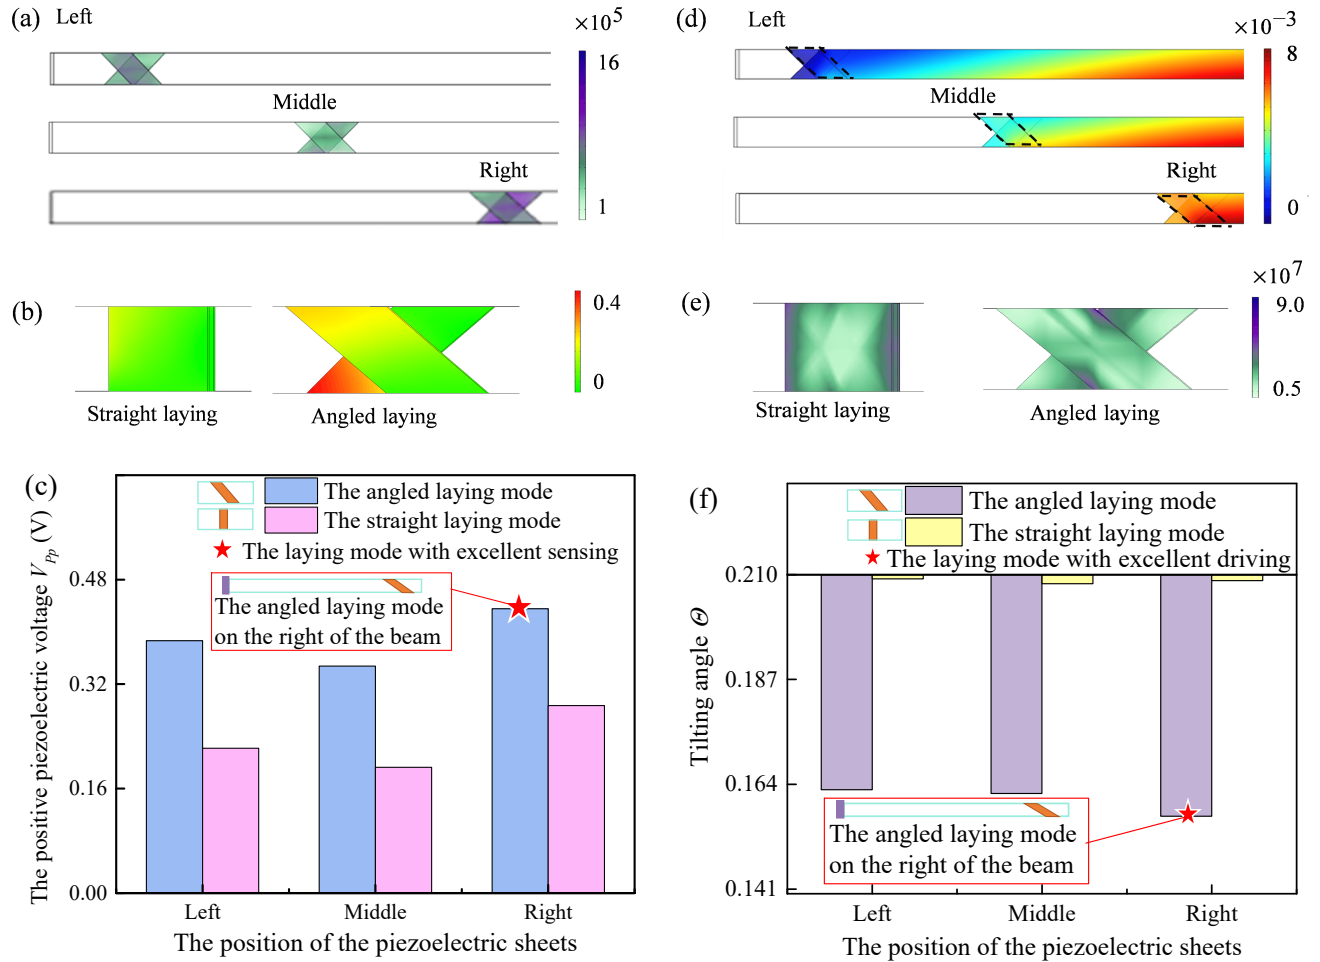 (a)
Left
×10⁵
16
Middle
Right
1
(b)
0.4
0
Straight laying
Angled laying
(c)
The angled laying mode
The straight laying mode
The laying mode with excellent sensing
The angled laying mode
on the right of the beam
The positive piezoelectric voltage V_Pp (V)
0.48
0.32
0.16
0.00
Left
Middle
Right
The position of the piezoelectric sheets
(d)
Left
×10⁻³
8
Middle
Right
0
(e)
×10⁷
9.0
0.5
Straight laying
Angled laying
(f)
The angled laying mode
The straight laying mode
The laying mode with excellent driving
The angled laying mode
on the right of the beam
Tilting angle Θ
0.210
0.187
0.164
0.141
Left
Middle
Right
The position of the piezoelectric sheets